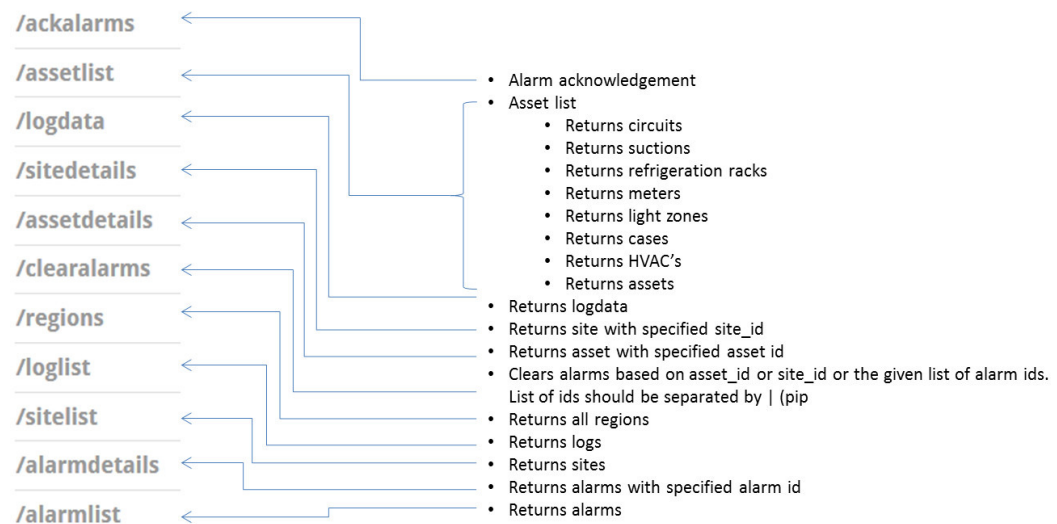 /ackalarms
/assetlist
/logdata
/sitedetails
/assetdetails
/clearalarms
/regions
/loglist
/sitelist
/alarmdetails
/alarmlist
• Alarm acknowledgement
• Asset list
• Returns circuits
• Returns suctions
• Returns refrigeration racks
• Returns meters
• Returns light zones
• Returns cases
• Returns HVAC’s
• Returns assets
• Returns logdata
• Returns site with specified site_id
• Returns asset with specified asset id
• Clears alarms based on asset_id or site_id or the given list of alarm ids.
List of ids should be separated by | (pip
• Returns all regions
• Returns logs
• Returns sites
• Returns alarms with specified alarm id
• Returns alarms